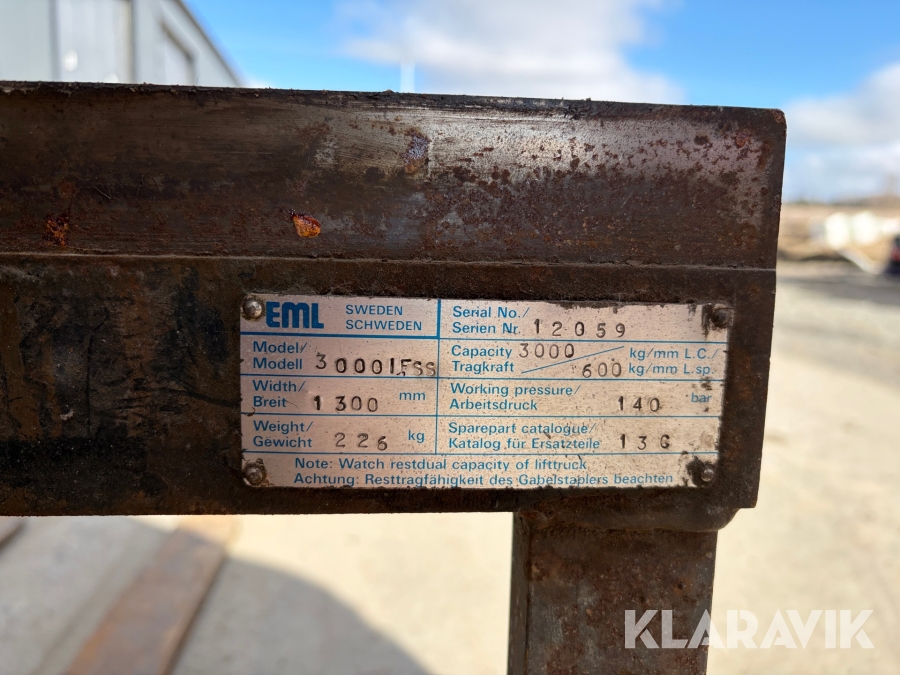 EML SWEDEN
SCHWEDEN
Serial No./
Serien Nr. 12059
Model/
Modell 3000LFSS
Capacity 3000 kg/mm L.C./
Tragkraft 600 kg/mm L.sp.
Width/
Breit 1300 mm
Working pressure/
Arbeitsdruck 140 bar
Weight/
Gewicht 226 kg
Sparepart catalogue/
Katalog für Ersatzteile 13G
Note: Watch restdual capacity of lifttruck
Achtung: Resttragfähigkeit des Gabelstaplers beachten
KLARAVIK